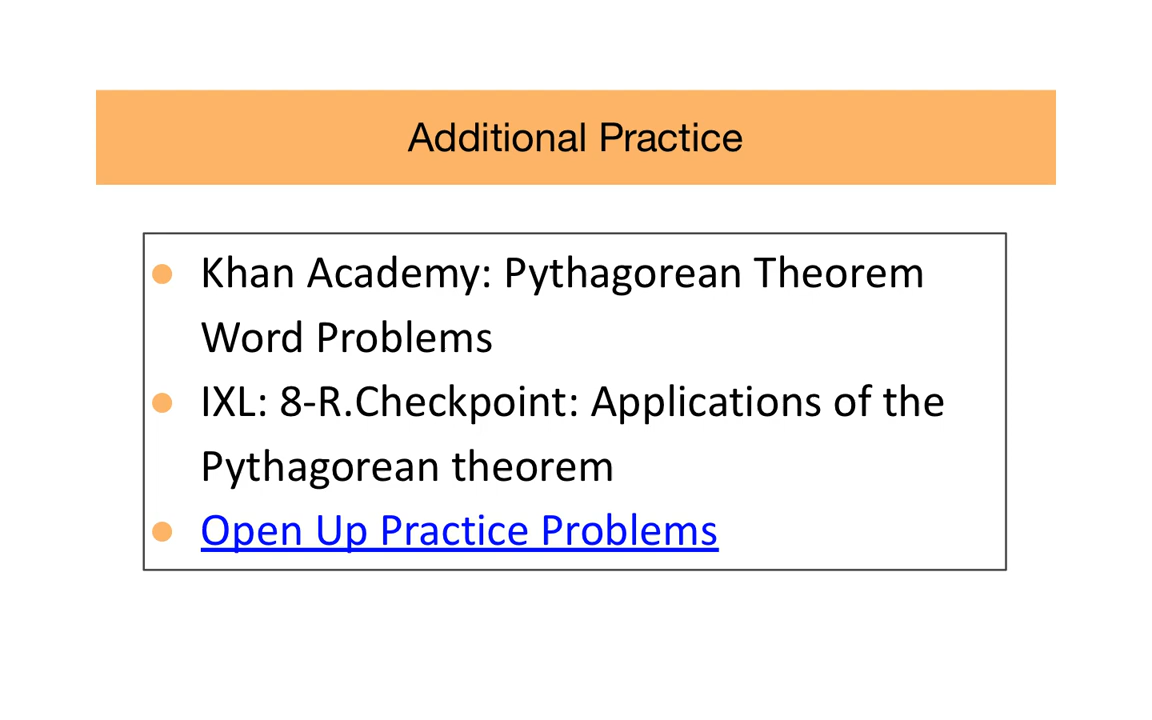 Additional Practice
Khan Academy: Pythagorean Theorem
Word Problems
IXL: 8-R.Checkpoint: Applications of the
Pythagorean theorem
Open Up Practice Problems